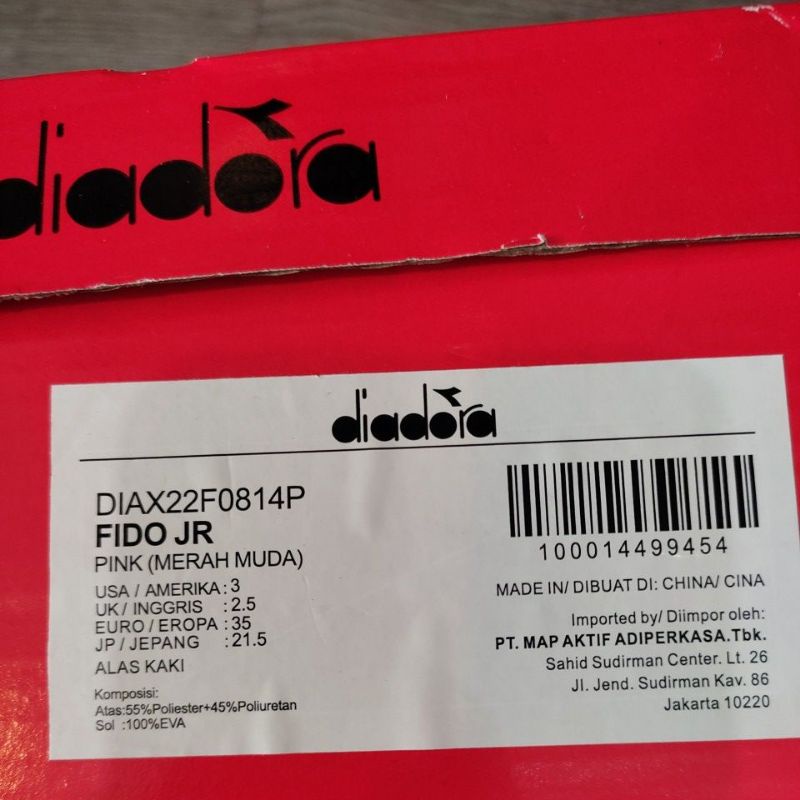 diadora
diadora
DIAX22F0814P
FIDO JR
PINK (MERAH MUDA)
USA / AMERIKA : 3
UK / INGGRIS : 2.5
EURO / EROPA : 35
JP / JEPANG : 21.5
ALAS KAKI
Komposisi:
Atas:55%Poliester+45%Poliuretan
Sol :100%EVA
100014499454
MADE IN/ DIBUAT DI: CHINA/ CINA
Imported by/ Diimpor oleh:
PT. MAP AKTIF ADIPERKASA.Tbk.
Sahid Sudirman Center. Lt. 26
Jl. Jend. Sudirman Kav. 86
Jakarta 10220